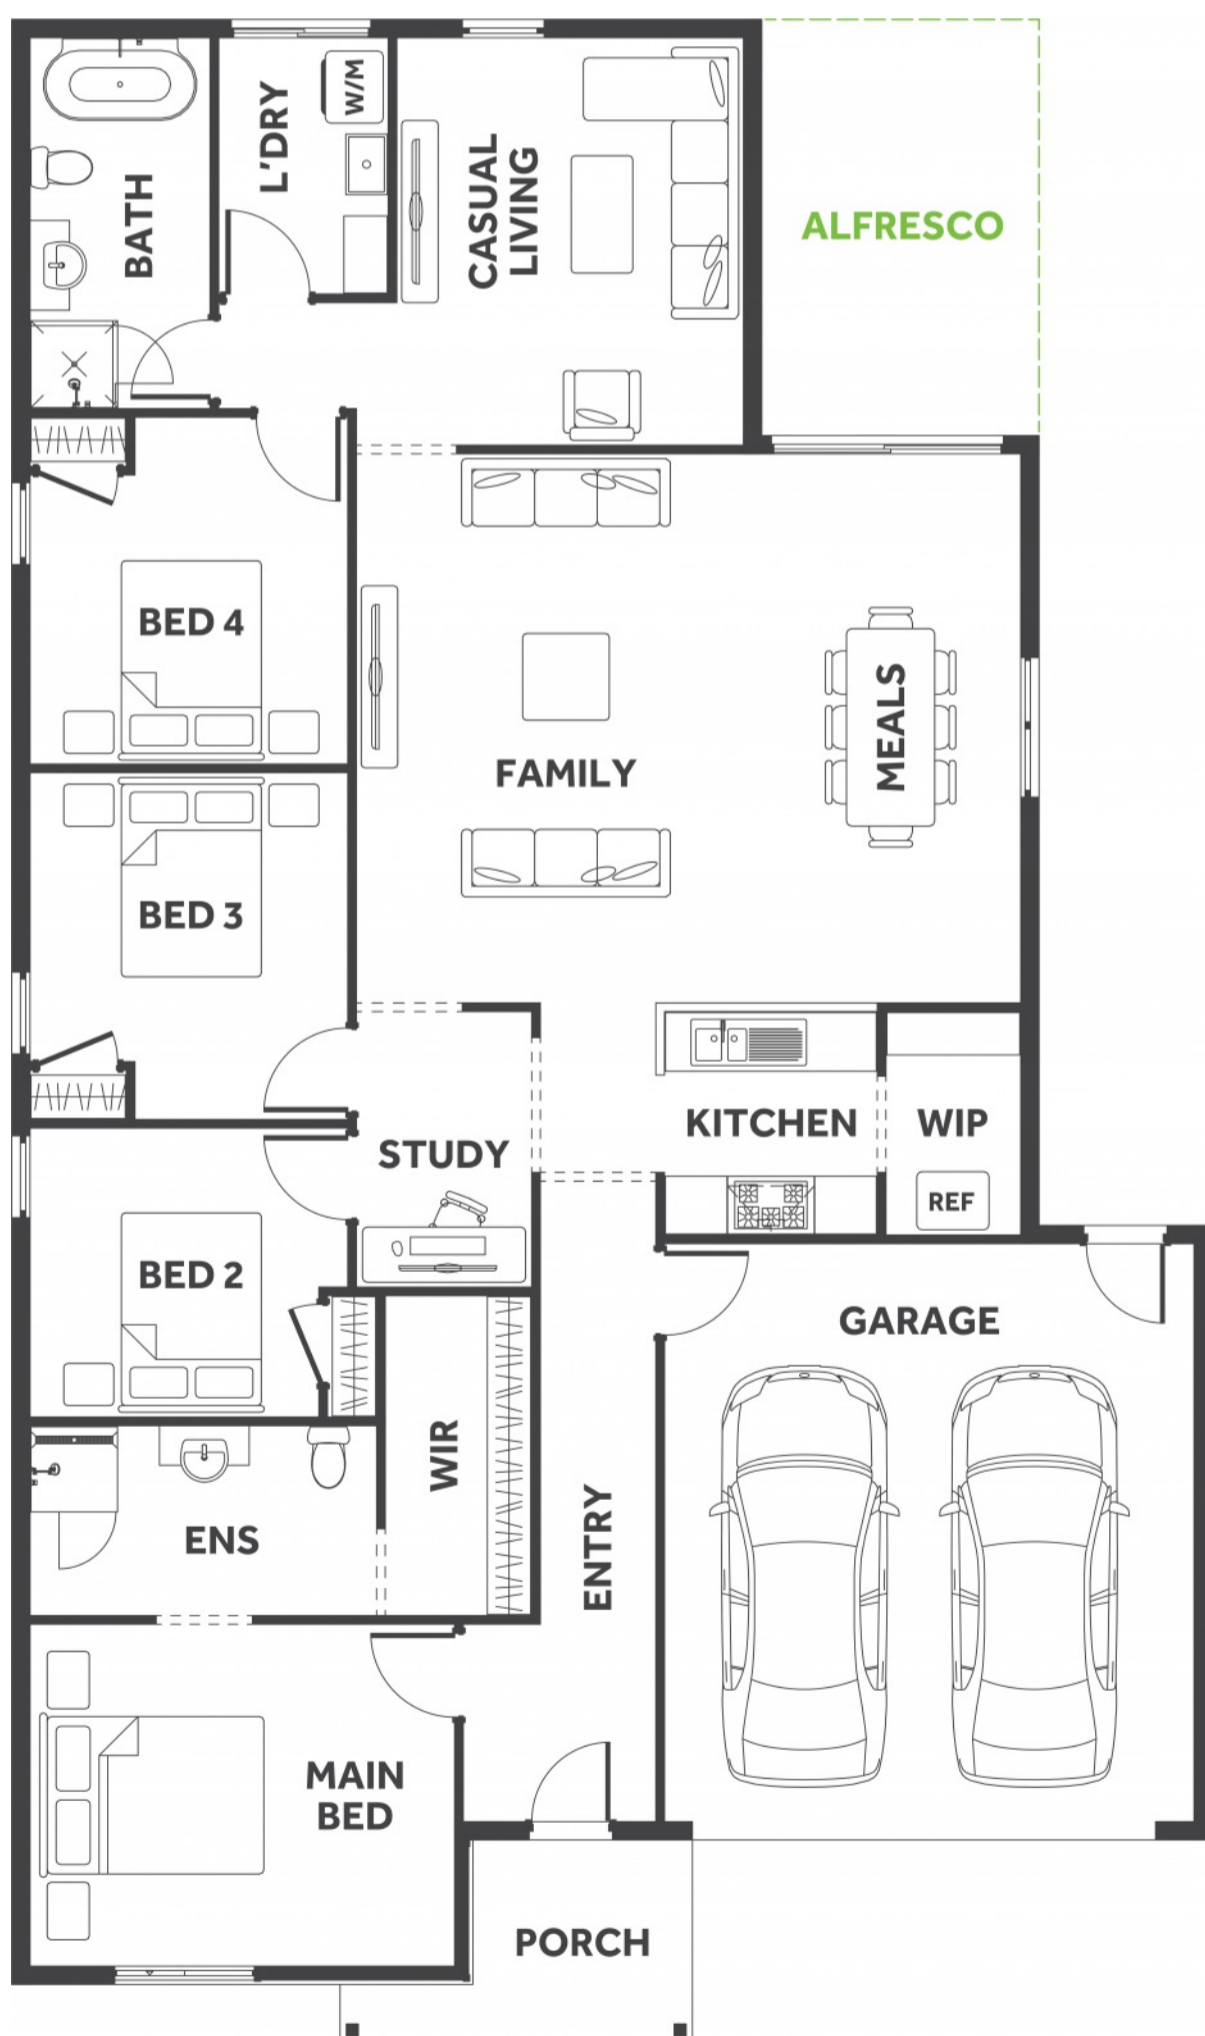 BATH
L'DRY
W/M
CASUAL
LIVING
ALFRESCO
BED 4
FAMILY
MEALS
BED 3
STUDY
KITCHEN
WIP
REF
BED 2
GARAGE
WIR
ENS
ENTRY
MAIN
BED
PORCH